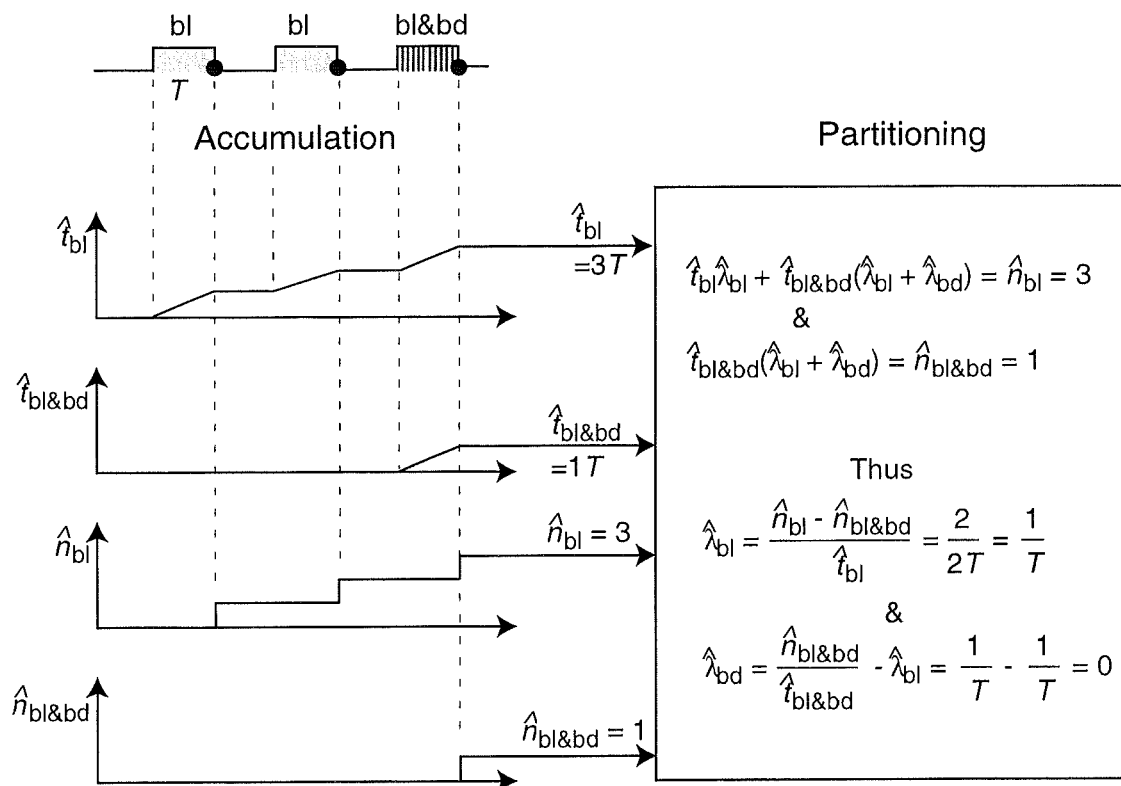 bl bl bl&bd
T
Accumulation
Partitioning
t̂bl
t̂bl
=3T
t̂bl&bd
t̂bl&bd
=1T
n̂bl
n̂bl = 3
n̂bl&bd
n̂bl&bd = 1
t̂bl λ̂̂bl + t̂bl&bd(λ̂̂bl + λ̂̂bd) = n̂bl = 3
&
t̂bl&bd(λ̂̂bl + λ̂̂bd) = n̂bl&bd = 1
Thus
λ̂̂bl = (n̂bl - n̂bl&bd) / t̂bl = 2 / 2T = 1 / T
&
λ̂̂bd = n̂bl&bd / t̂bl&bd - λ̂̂bl = 1 / T - 1 / T = 0